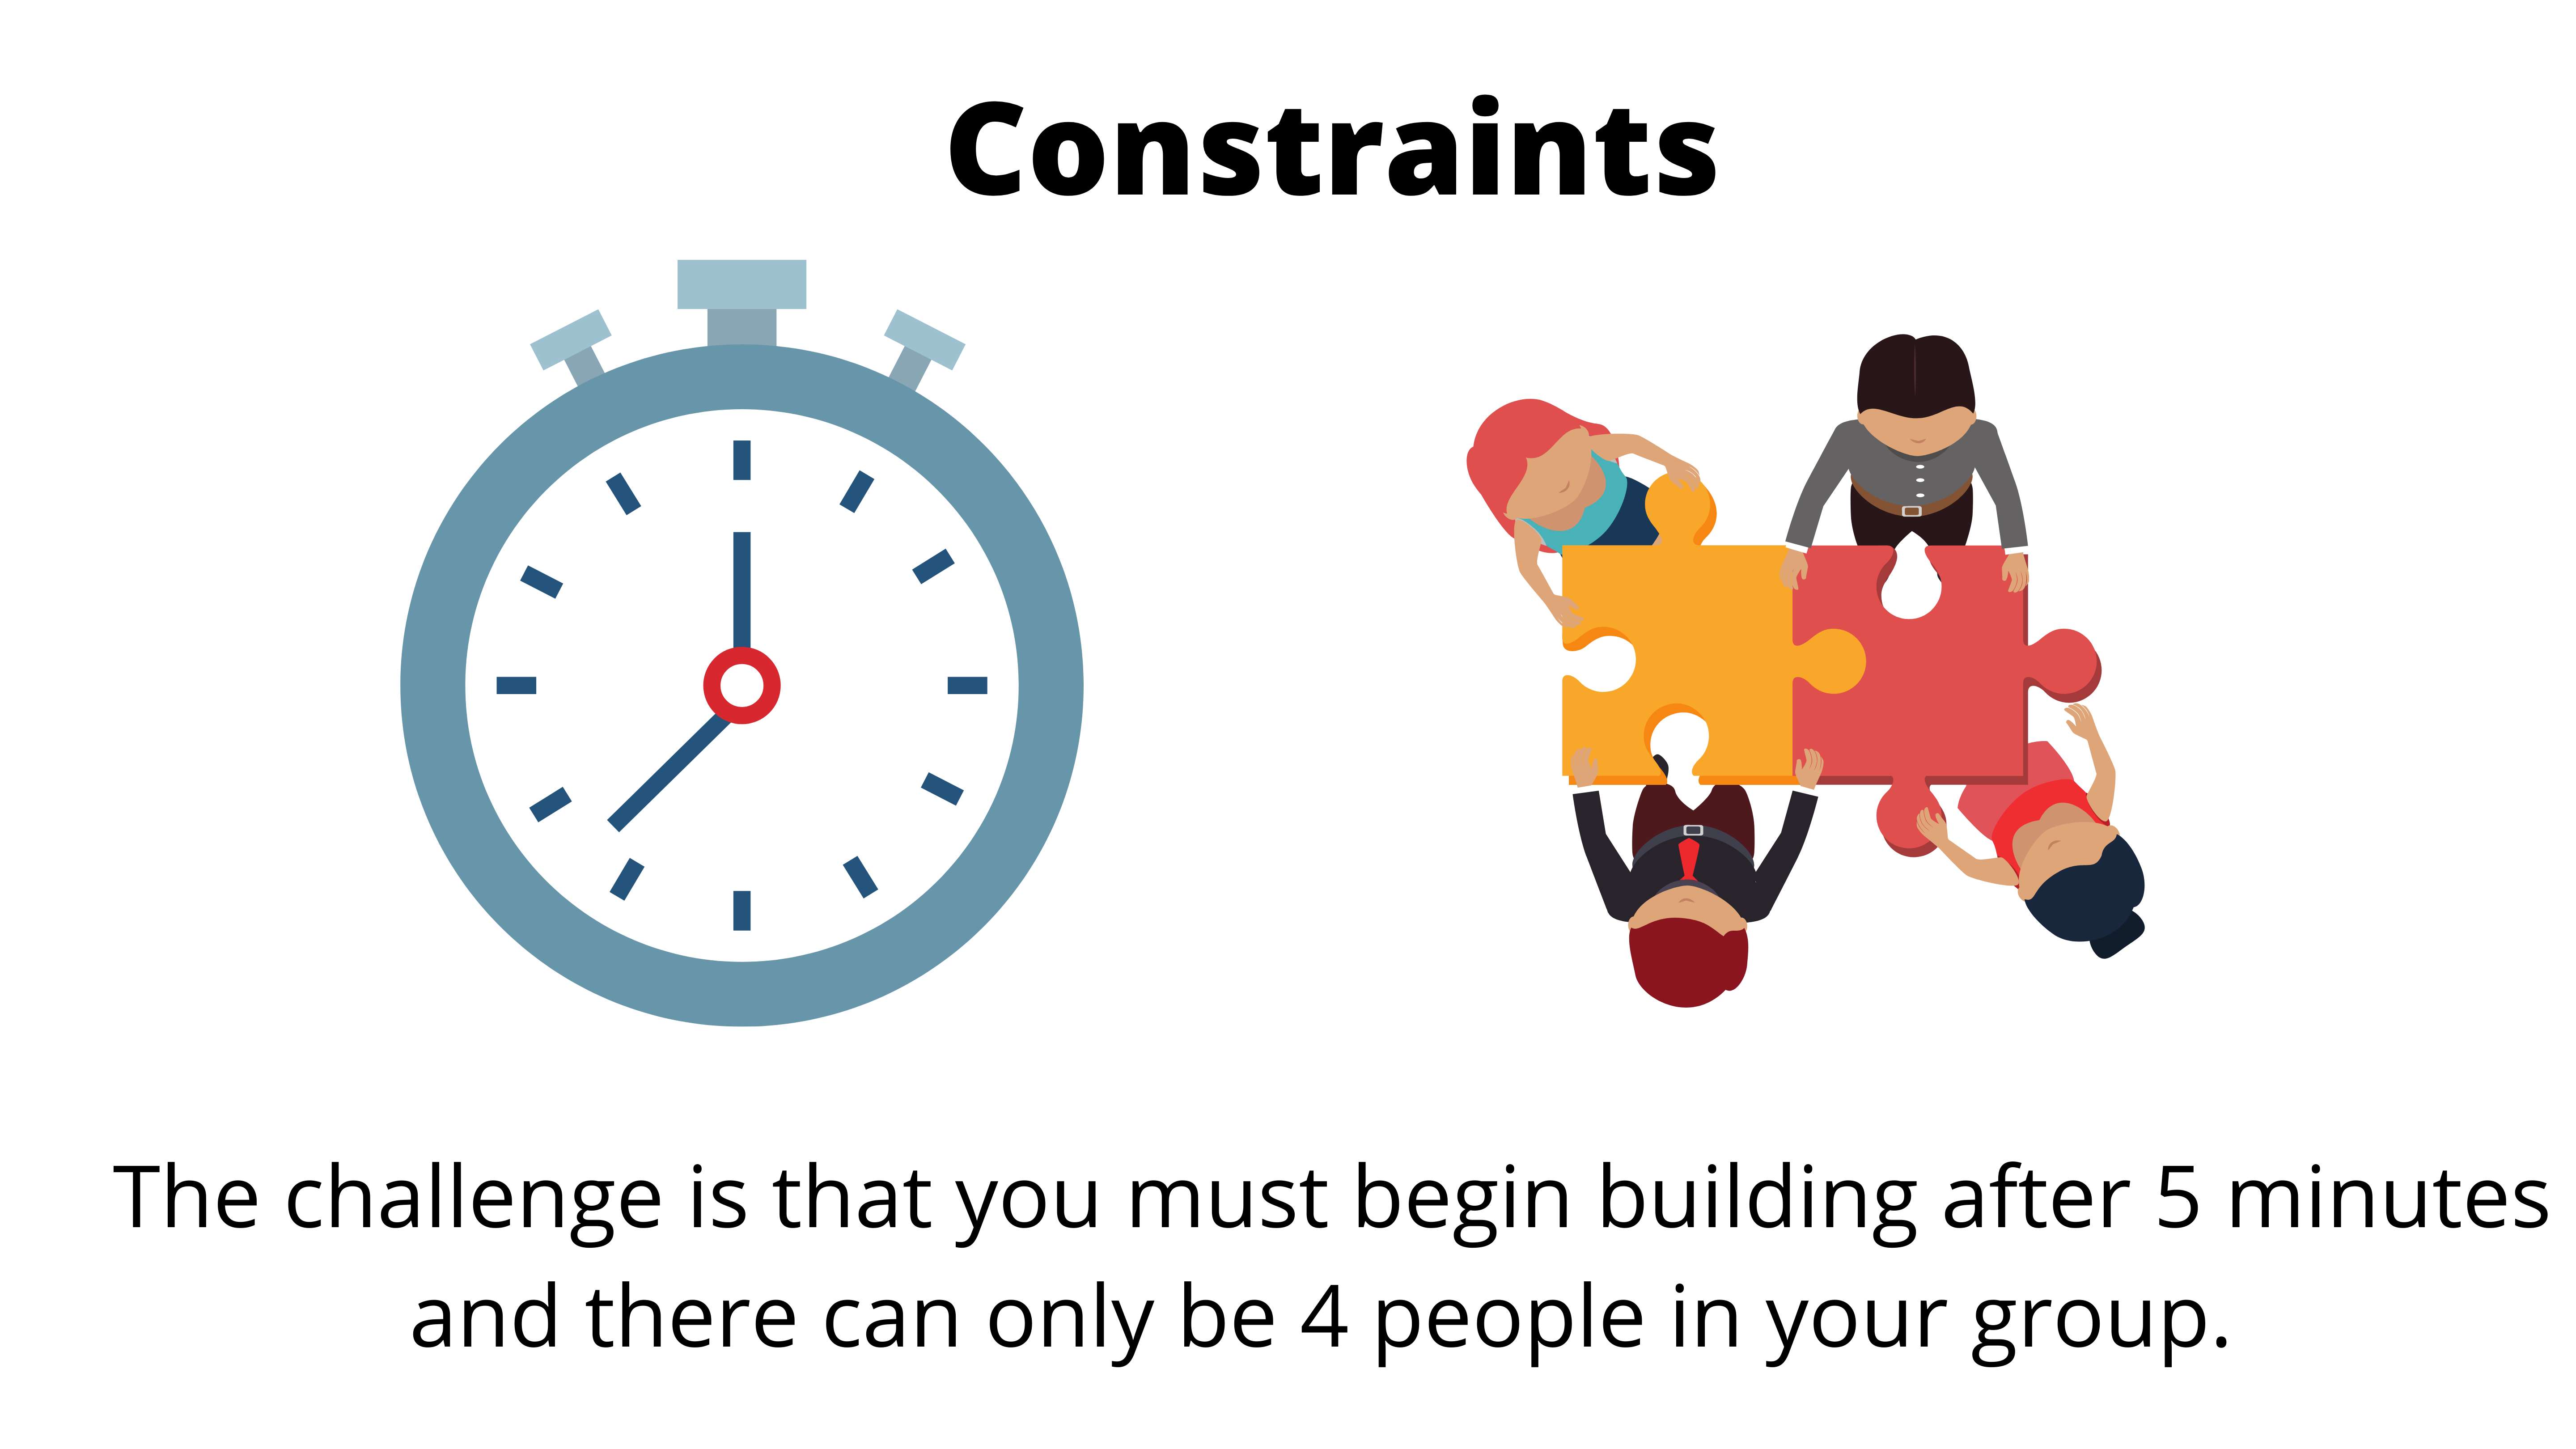 Constraints
The challenge is that you must begin building after 5 minutes
and there can only be 4 people in your group.